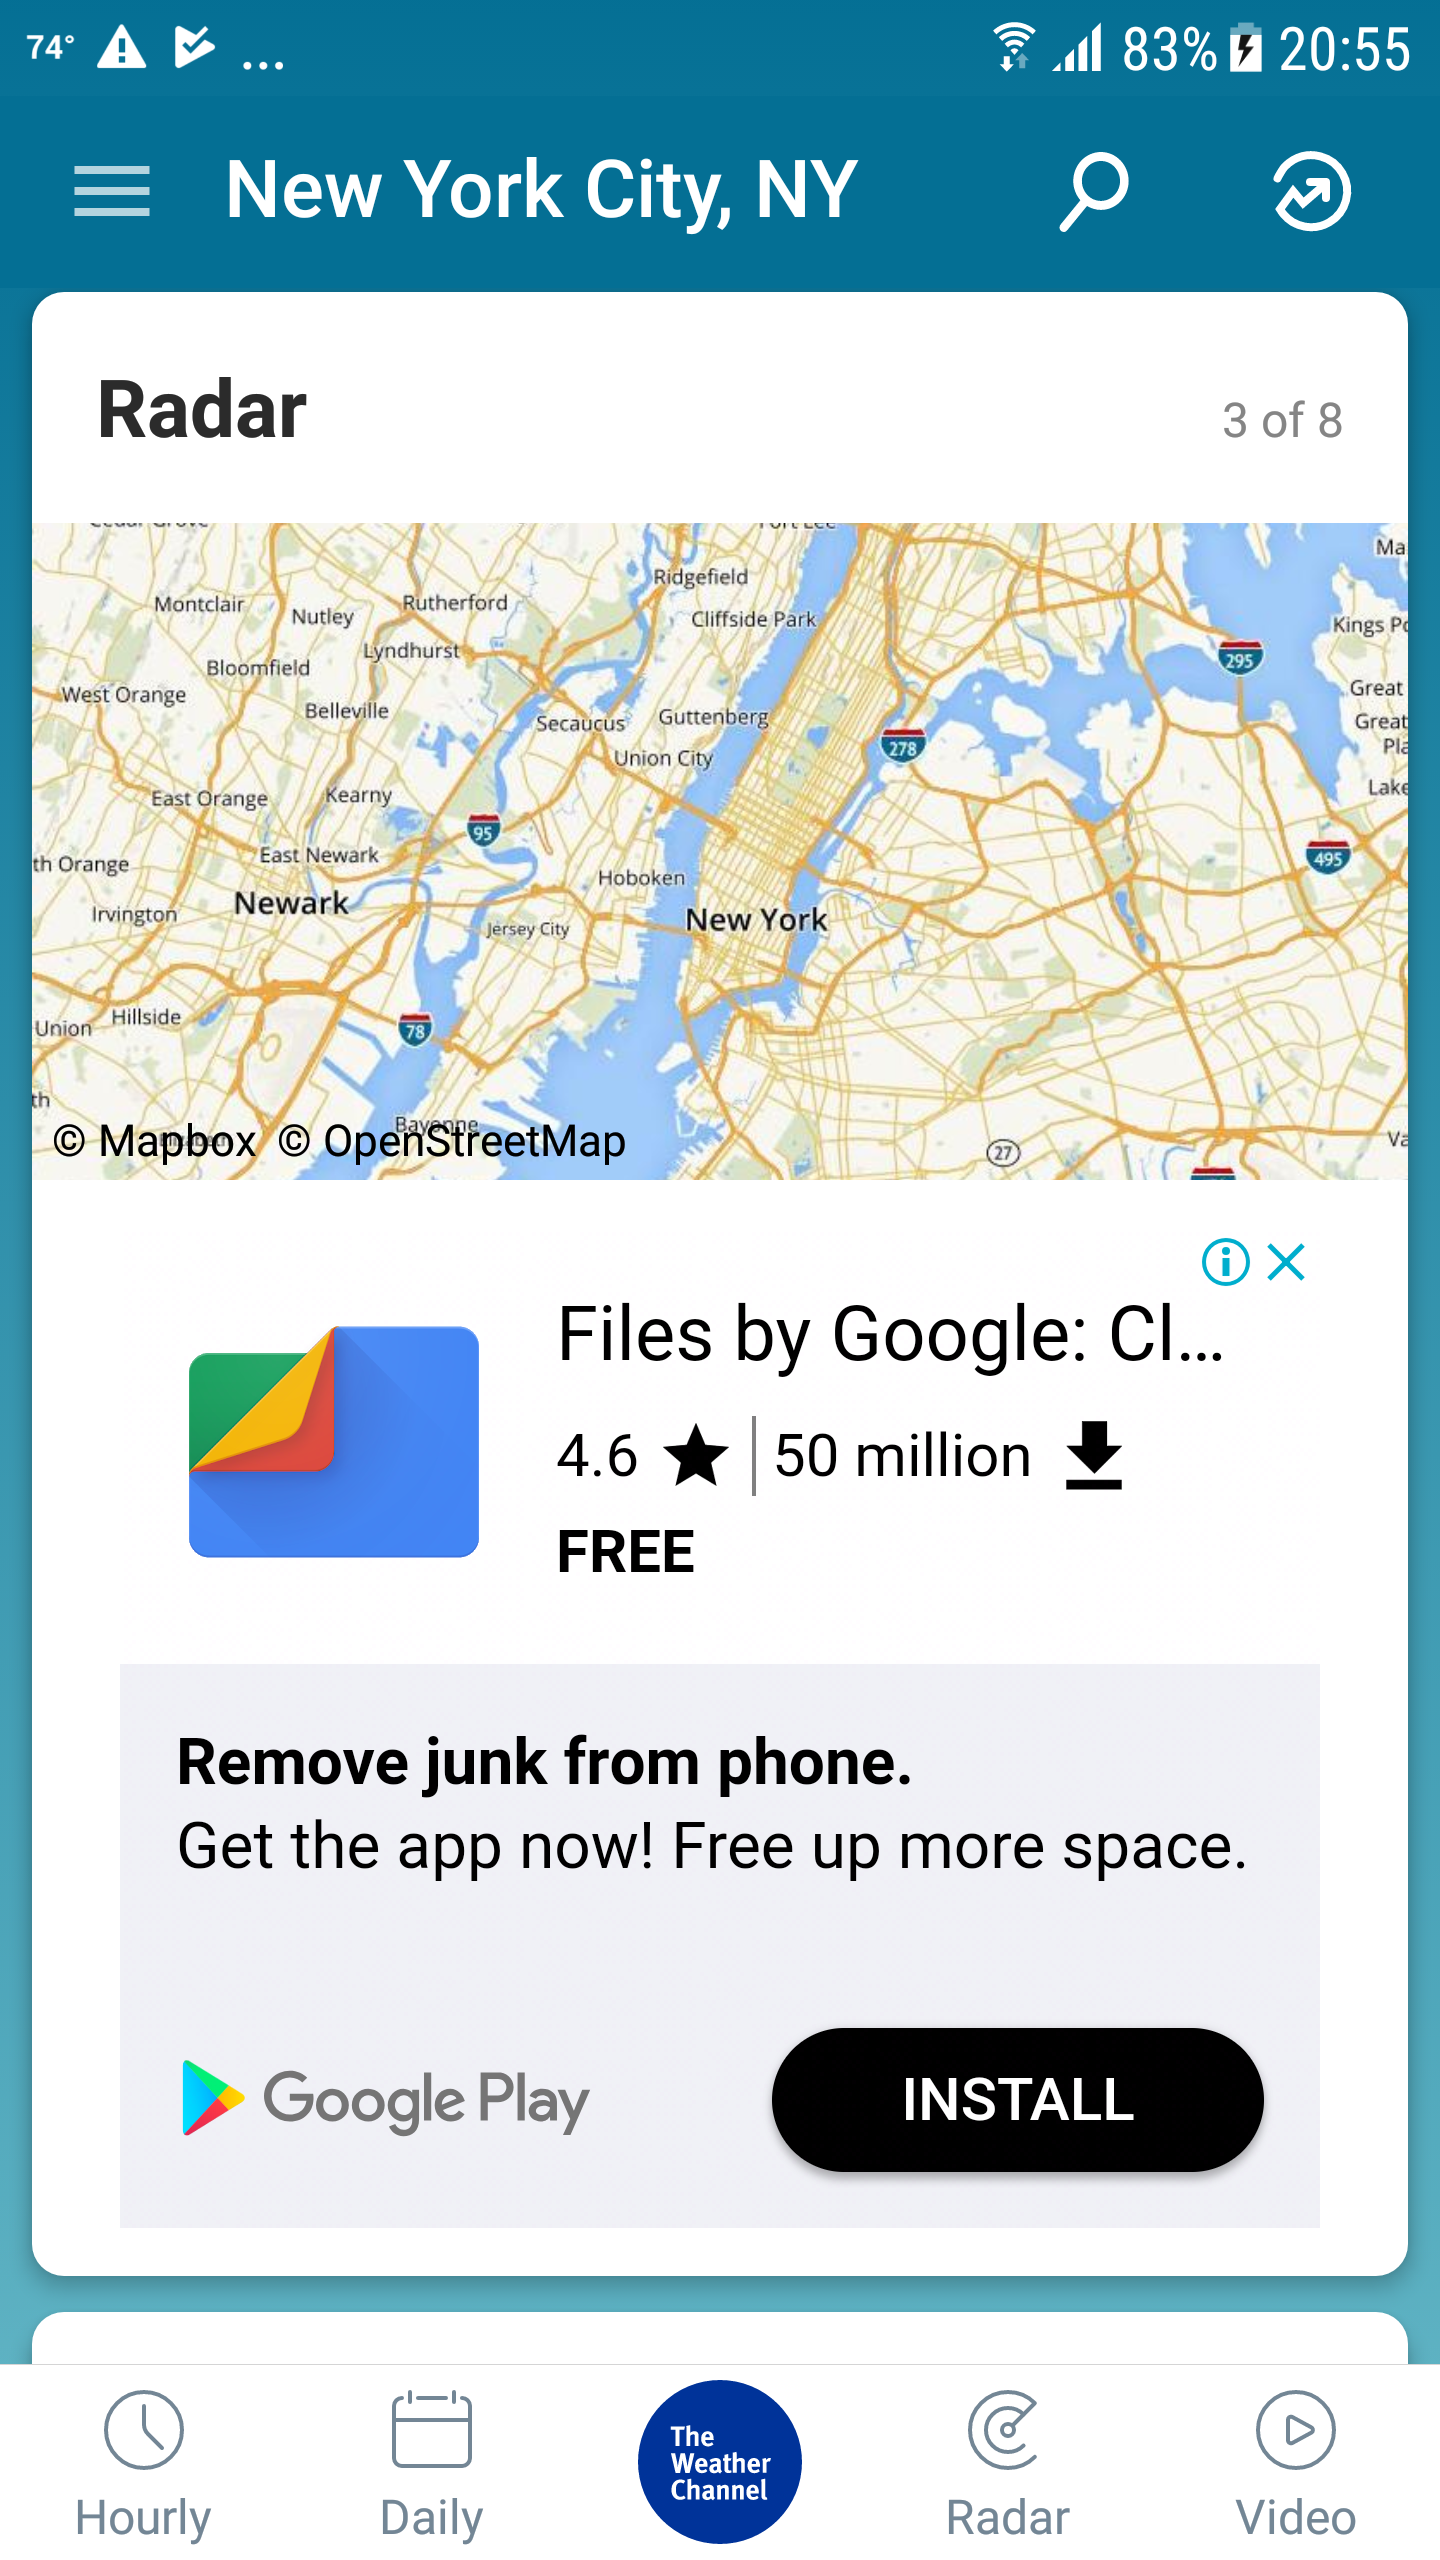 74° ... 83% 20:55
New York City, NY
Radar
3 of 8
Ridgefield
Montclair
Nutley
Rutherford
Cliffside Park
Kings
Lyndhurst
Bloomfield
295
West Orange
Belleville
Great
Secaucus
Guttenberg
Great
278
Union City
East Orange
Kearny
95
East Newark
495
Orange
Hoboken
Newark
Irvington
New York
Jersey City
Hillside
Union
78
Bayonne
© Mapbox © OpenStreetMap
27
Files by Google: Cl...
4.6 50 million
FREE
Remove junk from phone.
Get the app now! Free up more space.
Google Play
INSTALL
The
Weather
Channel
Hourly
Daily
Radar
Video